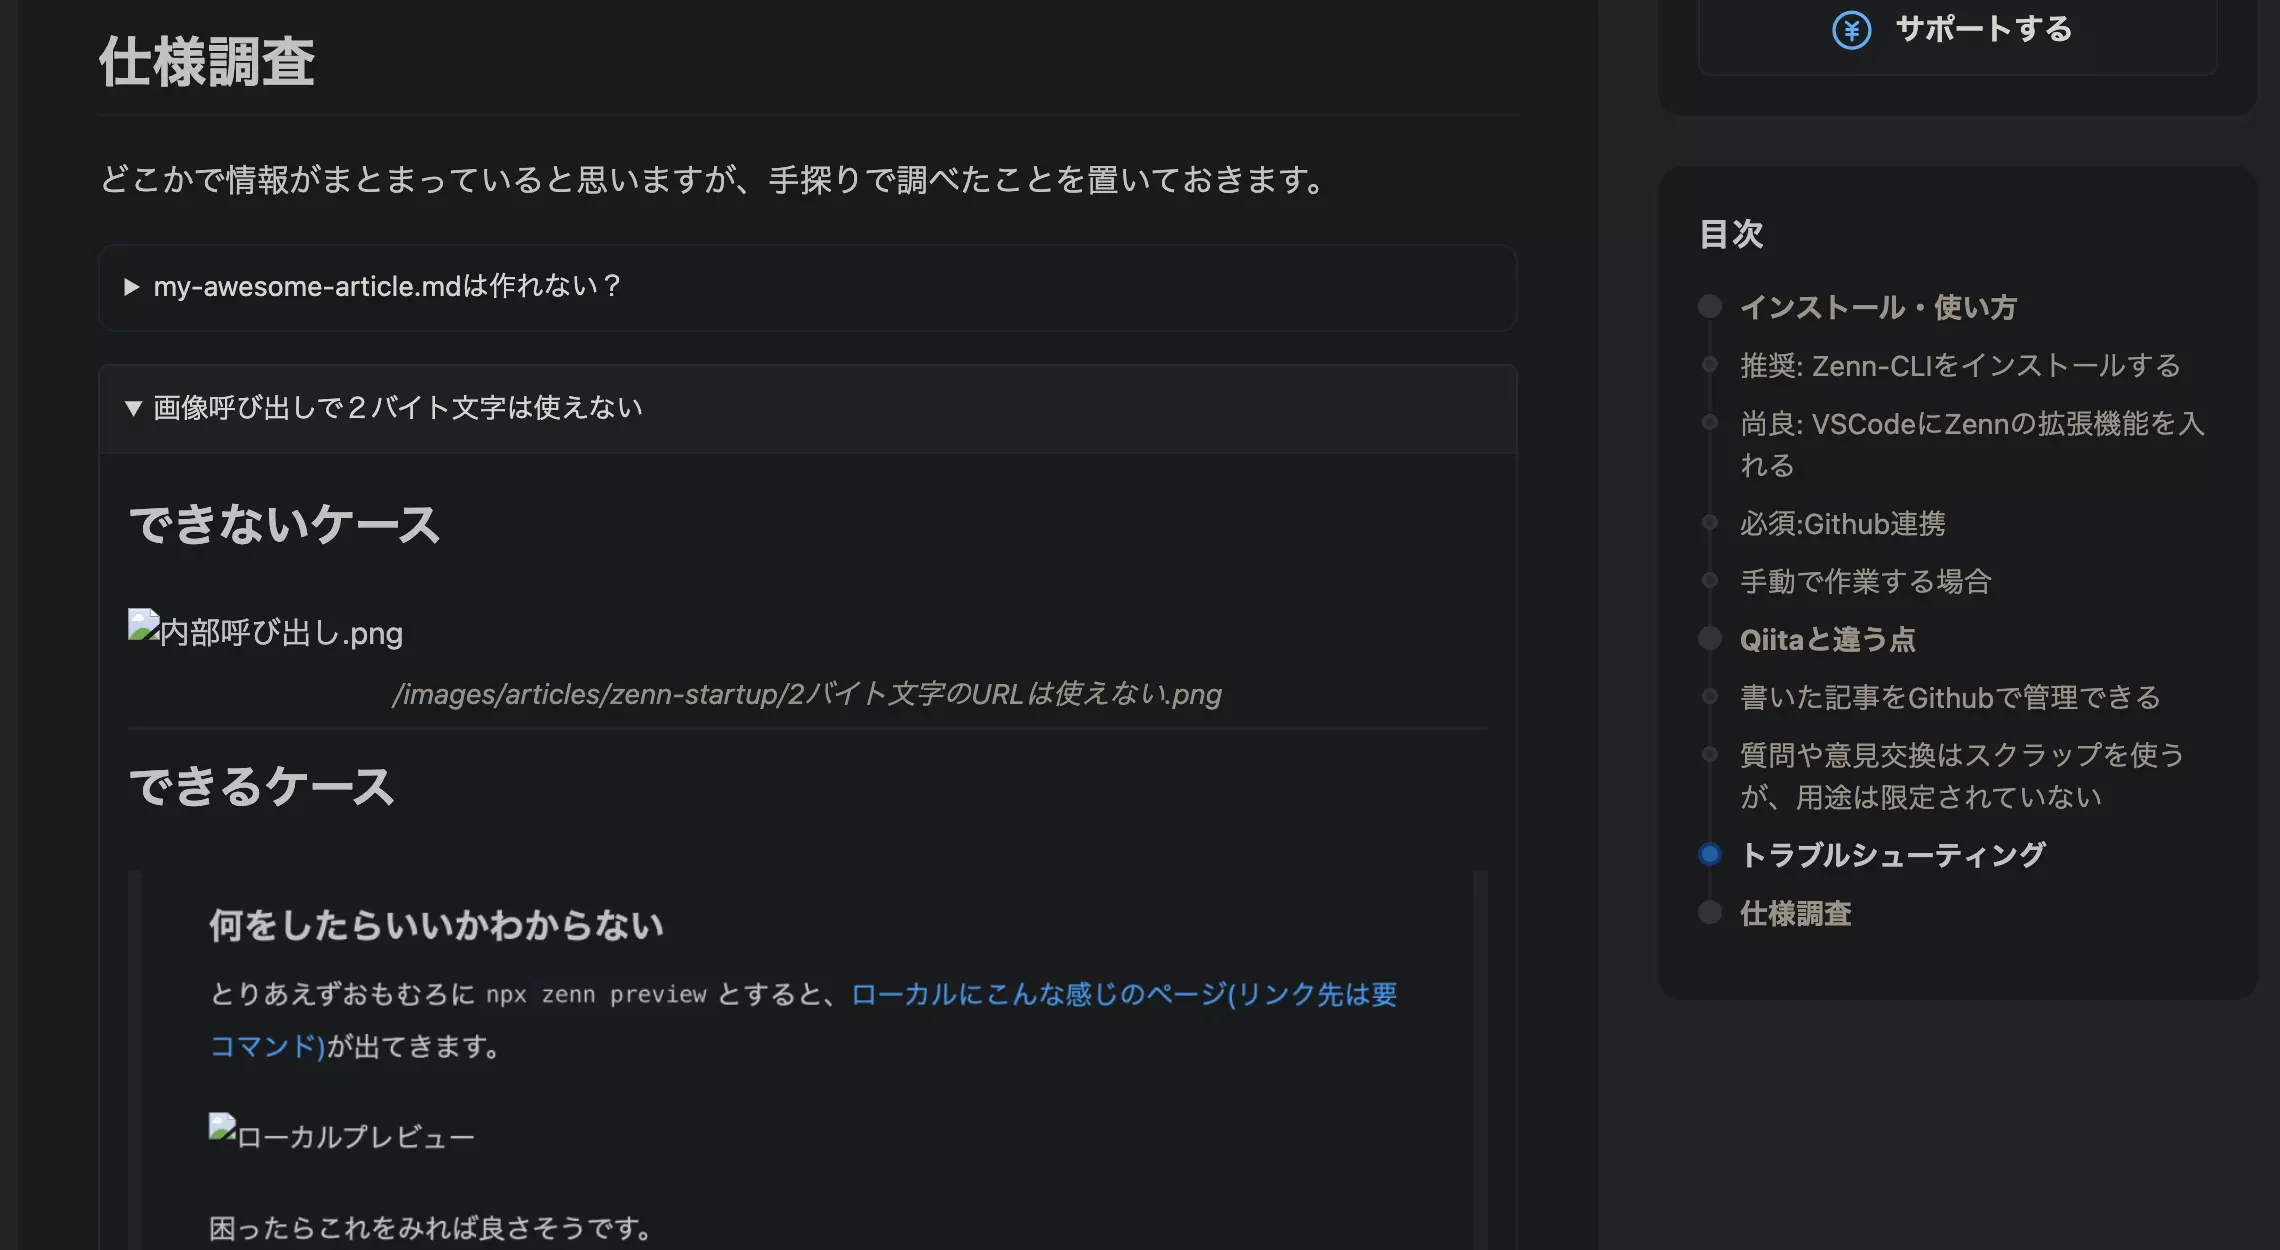 仕様調査
どこかで情報がまとまっていると思いますが、手探りで調べたことを置いておきます。
▶ my-awesome-article.mdは作れない？
▼ 画像呼び出しで２バイト文字は使えない
できないケース
内部呼び出し.png
/images/articles/zenn-startup/2バイト文字のURLは使えない.png
できるケース
何をしたらいいかわからない
とりあえずおもむろに npx zenn preview とすると、ローカルにこんな感じのページ(リンク先は要
コマンド)が出てきます。
ローカルプレビュー
困ったらこれをみれば良さそうです。
サポートする
目次
インストール・使い方
推奨: Zenn-CLIをインストールする
尚良: VSCodeにZennの拡張機能を入
れる
必須:Github連携
手動で作業する場合
Qiitaと違う点
書いた記事をGithubで管理できる
質問や意見交換はスクラップを使う
が、用途は限定されていない
トラブルシューティング
仕様調査